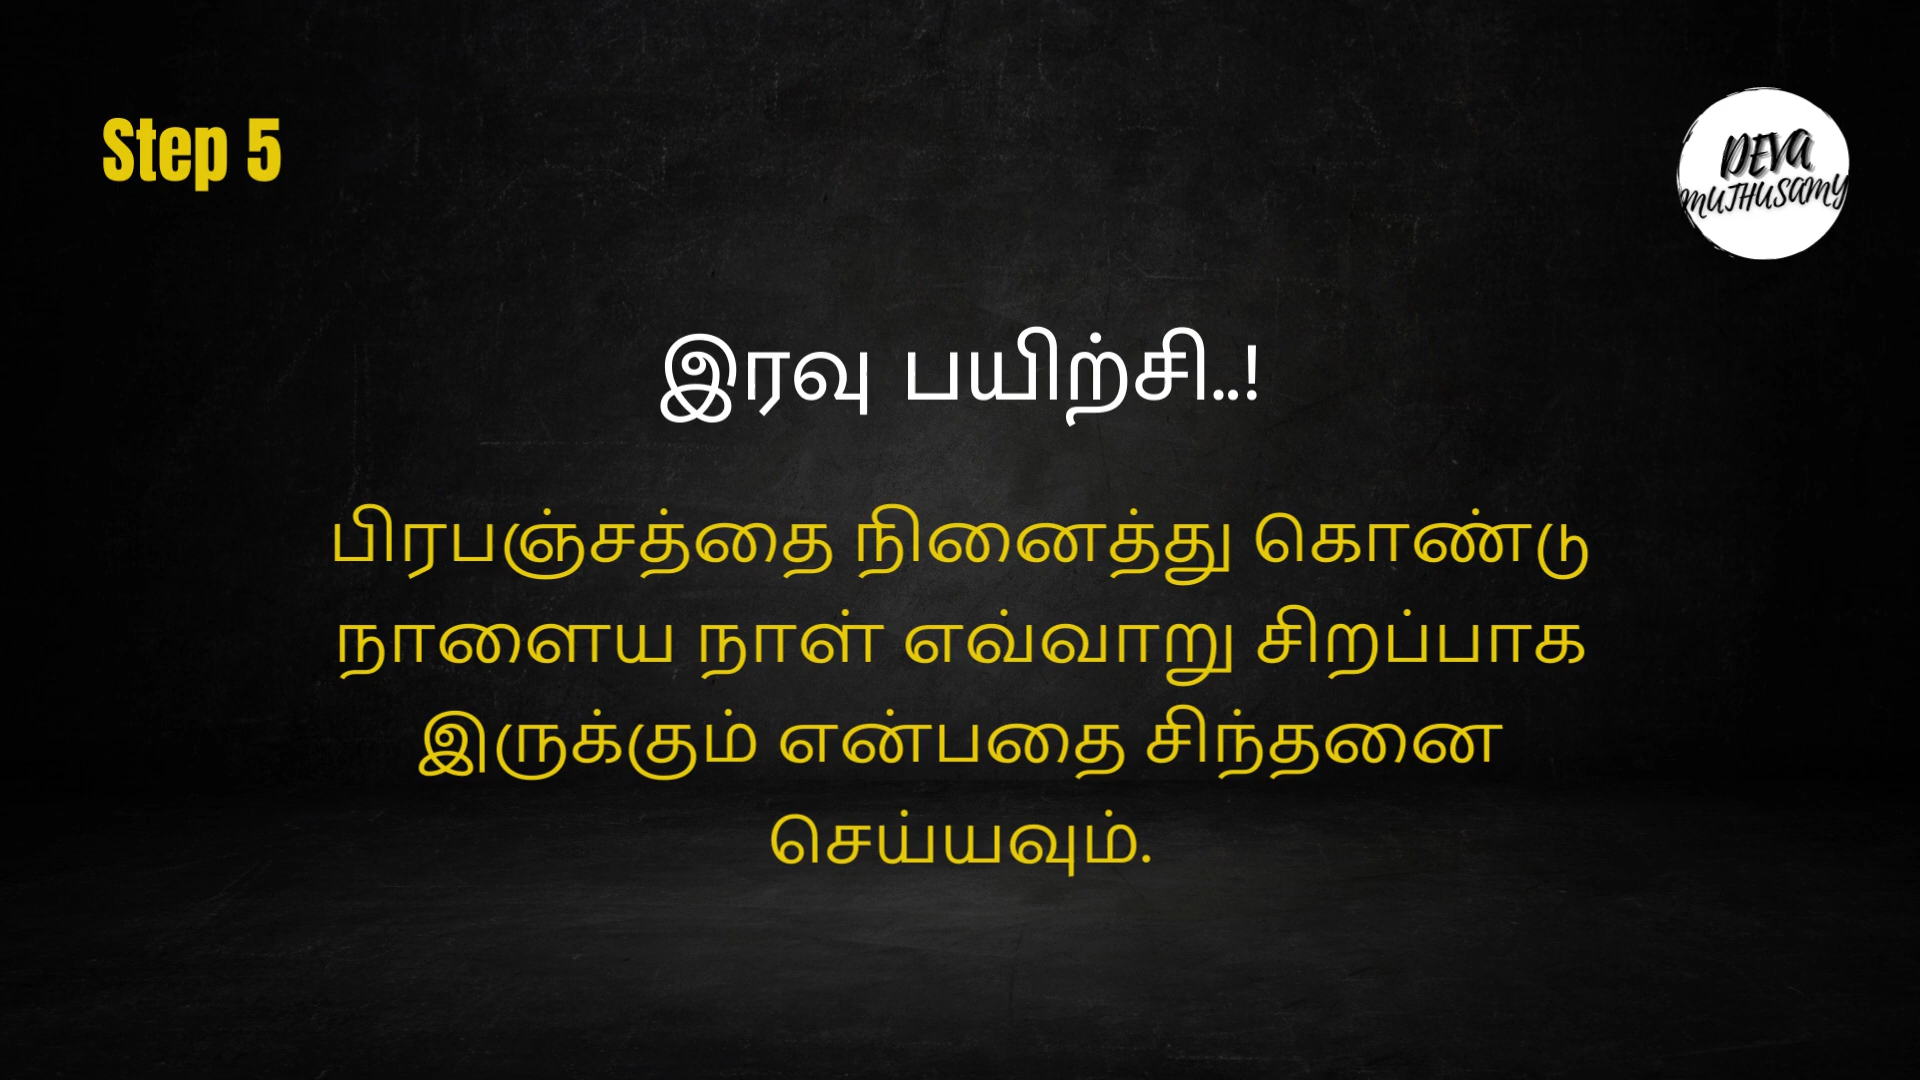 Step 5
DEVA
MUTHUSAMY
இரவு பயிற்சி..!
பிரபஞ்சத்தை நினைத்து கொண்டு
நாளைய நாள் எவ்வாறு சிறப்பாக
இருக்கும் என்பதை சிந்தனை
செய்யவும்.